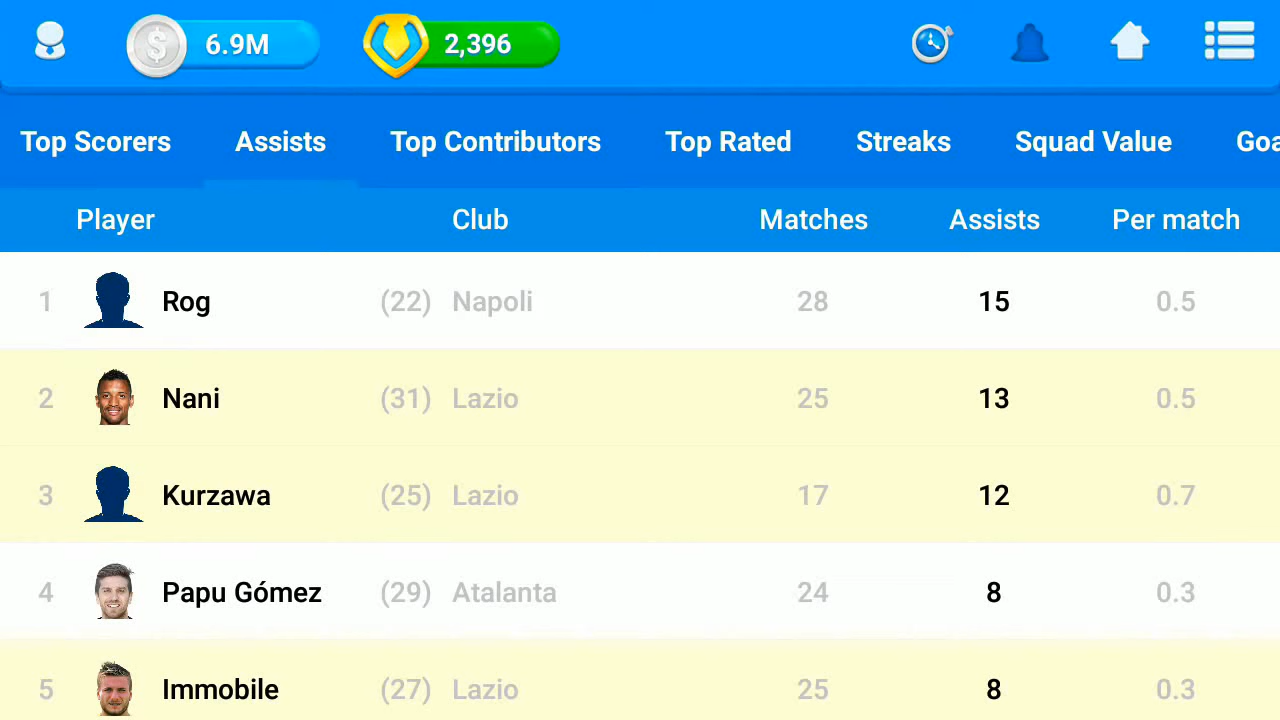 $ 6.9M 2,396
Top Scorers Assists Top Contributors Top Rated Streaks Squad Value Goa
Player Club Matches Assists Per match
1 Rog (22) Napoli 28 15 0.5
2 Nani (31) Lazio 25 13 0.5
3 Kurzawa (25) Lazio 17 12 0.7
4 Papu Gómez (29) Atalanta 24 8 0.3
5 Immobile (27) Lazio 25 8 0.3